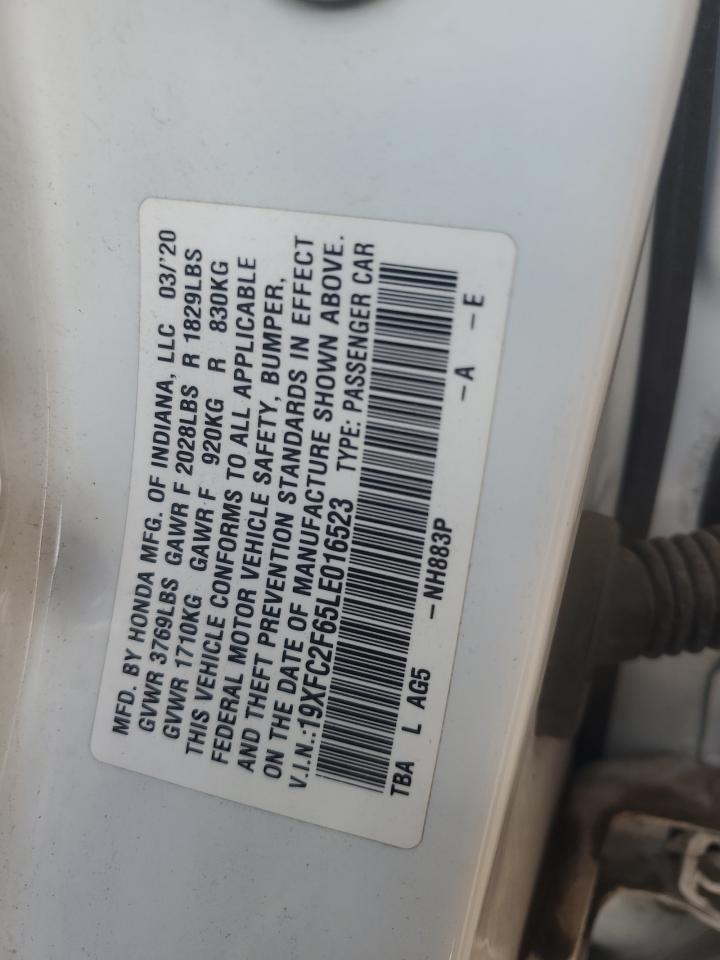 MFD. BY HONDA MFG. OF INDIANA, LLC 03/'20
GVWR 3769LBS GAWR F 2028LBS R 1829LBS
GVWR 1710KG GAWR F 920KG R 830KG
THIS VEHICLE CONFORMS TO ALL APPLICABLE
FEDERAL MOTOR VEHICLE SAFETY, BUMPER,
AND THEFT PREVENTION STANDARDS IN EFFECT
ON THE DATE OF MANUFACTURE SHOWN ABOVE.
V.I.N.:19XFC2F65LE016523 TYPE: PASSENGER CAR
TBA L AG5 -NH883P -A -E